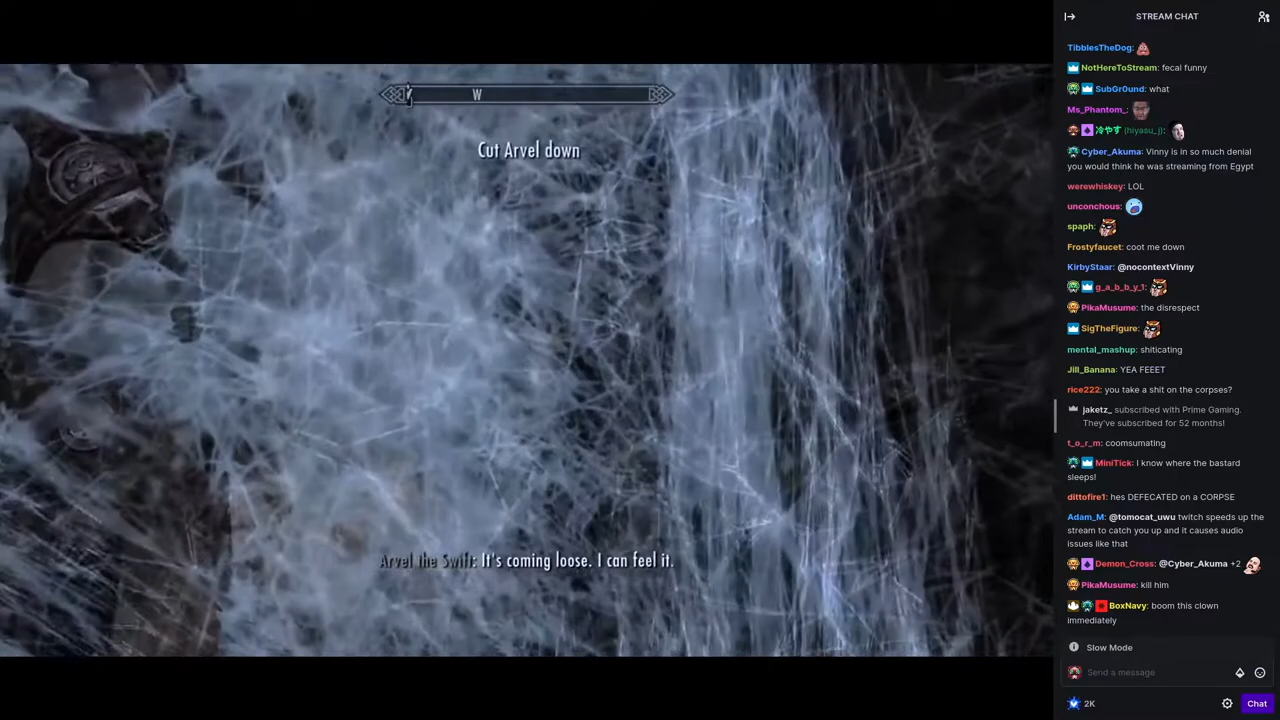 W
Cut Arvel down
Arvel the Swift: It's coming loose. I can feel it.
STREAM CHAT
TibblesTheDog:
NotHereToStream: fecal funny
SubGr0und: what
Ms_Phantom_:
冷やす (hiyasu_j):
Cyber_Akuma: Vinny is in so much denial
you would think he was streaming from Egypt
werewhiskey: LOL
unconchous:
spaph:
Frostyfaucet: coot me down
KirbyStaar: @nocontextVinny
g_a_b_b_y_1:
PikaMusume: the disrespect
SigTheFigure:
mental_mashup: shiticating
Jill_Banana: YEA FEEET
rice222: you take a shit on the corpses?
jaketz_ subscribed with Prime Gaming.
They've subscribed for 52 months!
t_o_r_m: coomsumating
MiniTick: I know where the bastard
sleeps!
dittofire1: hes DEFECATED on a CORPSE
Adam_M: @tomocat_uwu twitch speeds up the
stream to catch you up and it causes audio
issues like that
Demon_Cross: @Cyber_Akuma +2
PikaMusume: kill him
BoxNavy: boom this clown
immediately
Slow Mode
Send a message
2K
Chat